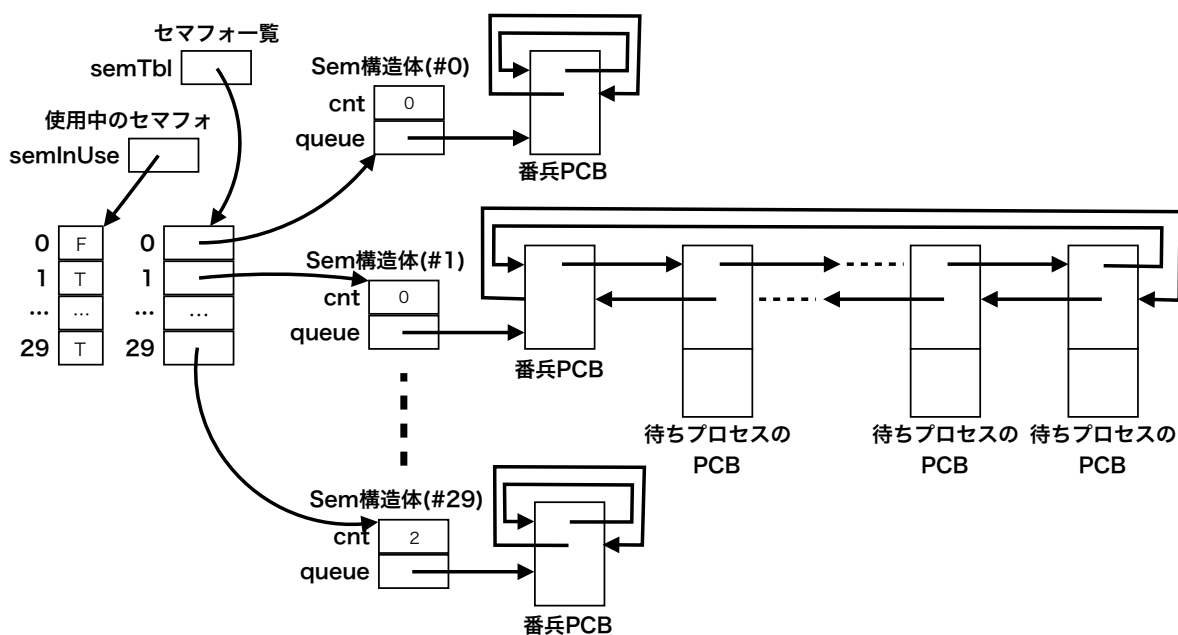 セマフォ一覧
semTbl
使用中のセマフォ
semInUse
0 F
1 T
... ...
29 T
0
1
... ...
29
Sem構造体(#0)
cnt 0
queue
番兵PCB
Sem構造体(#1)
cnt 0
queue
番兵PCB
待ちプロセスの
PCB
待ちプロセスの
PCB
待ちプロセスの
PCB
Sem構造体(#29)
cnt 2
queue
番兵PCB